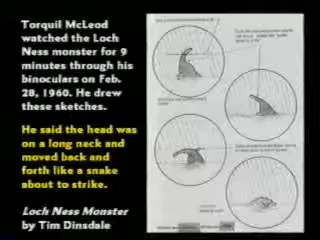 Torquil McLeod
watched the Loch
Ness monster for 9
minutes through his
binoculars on Feb.
28, 1960. He drew
these sketches.
He said the head was
on a long neck and
moved back and
forth like a snake
about to strike.
Loch Ness Monster
by Tim Dinsdale